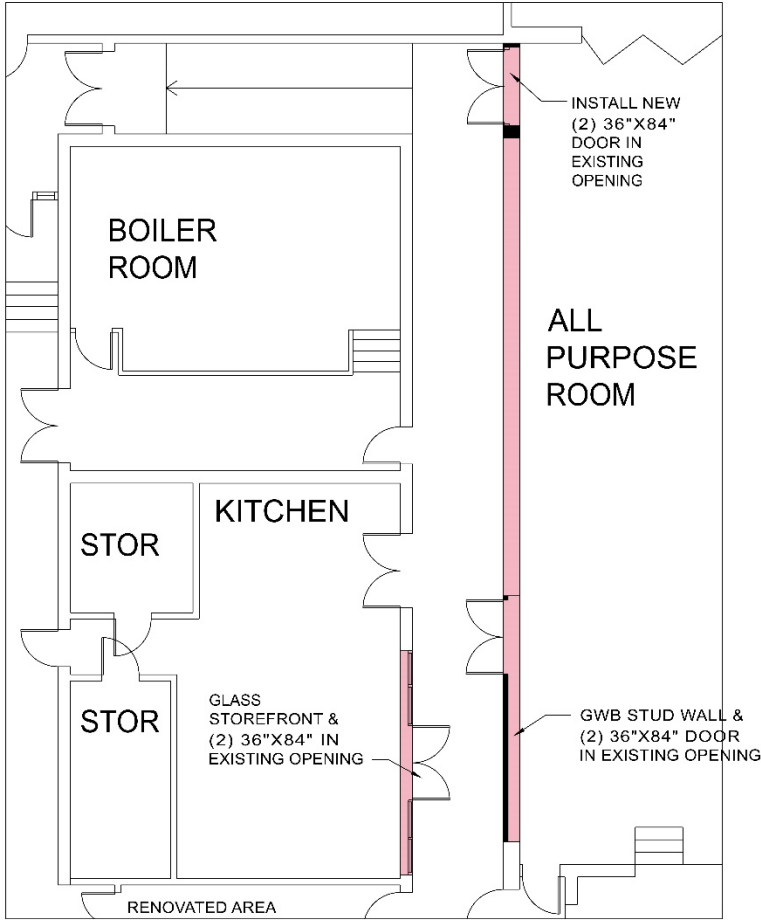 INSTALL NEW
(2) 36"X84"
DOOR IN
EXISTING
OPENING
BOILER
ROOM
ALL
PURPOSE
ROOM
KITCHEN
STOR
STOR
GLASS
STOREFRONT &
(2) 36"X84" IN
EXISTING OPENING
GWB STUD WALL &
(2) 36"X84" DOOR
IN EXISTING OPENING
RENOVATED AREA